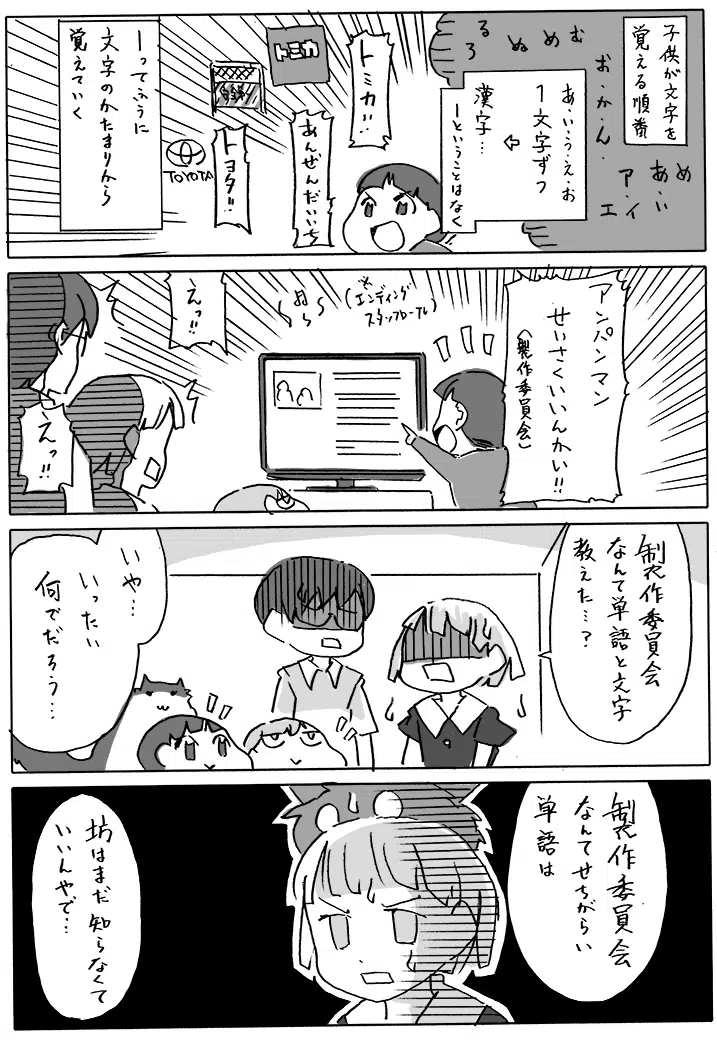 子供が文字を
覚える順番
め
あ・い
ア・イ
エ
お・か・ん・
む
め
ぬ
る
ろ
あ・い・う・え・お
1文字ずつ
⇩
漢字…
ーということはなく
トミカ!!
トミカ
あんぜんだいいち
トヨタ!!
TOYOTA
ーってふうに
文字のかたまりから
覚えていく
アンパンマン
せいさくいいんかい!!
(製作委員会)
(※エンディング
スタッフロール)
えっ!!
えっ!!
制作委員会
なんて単語と文字
教えた…?
いや…
いったい
何でだろう…
制作委員会
なんてせちがらい
単語は
坊はまだ知らなくて
いいんやで…